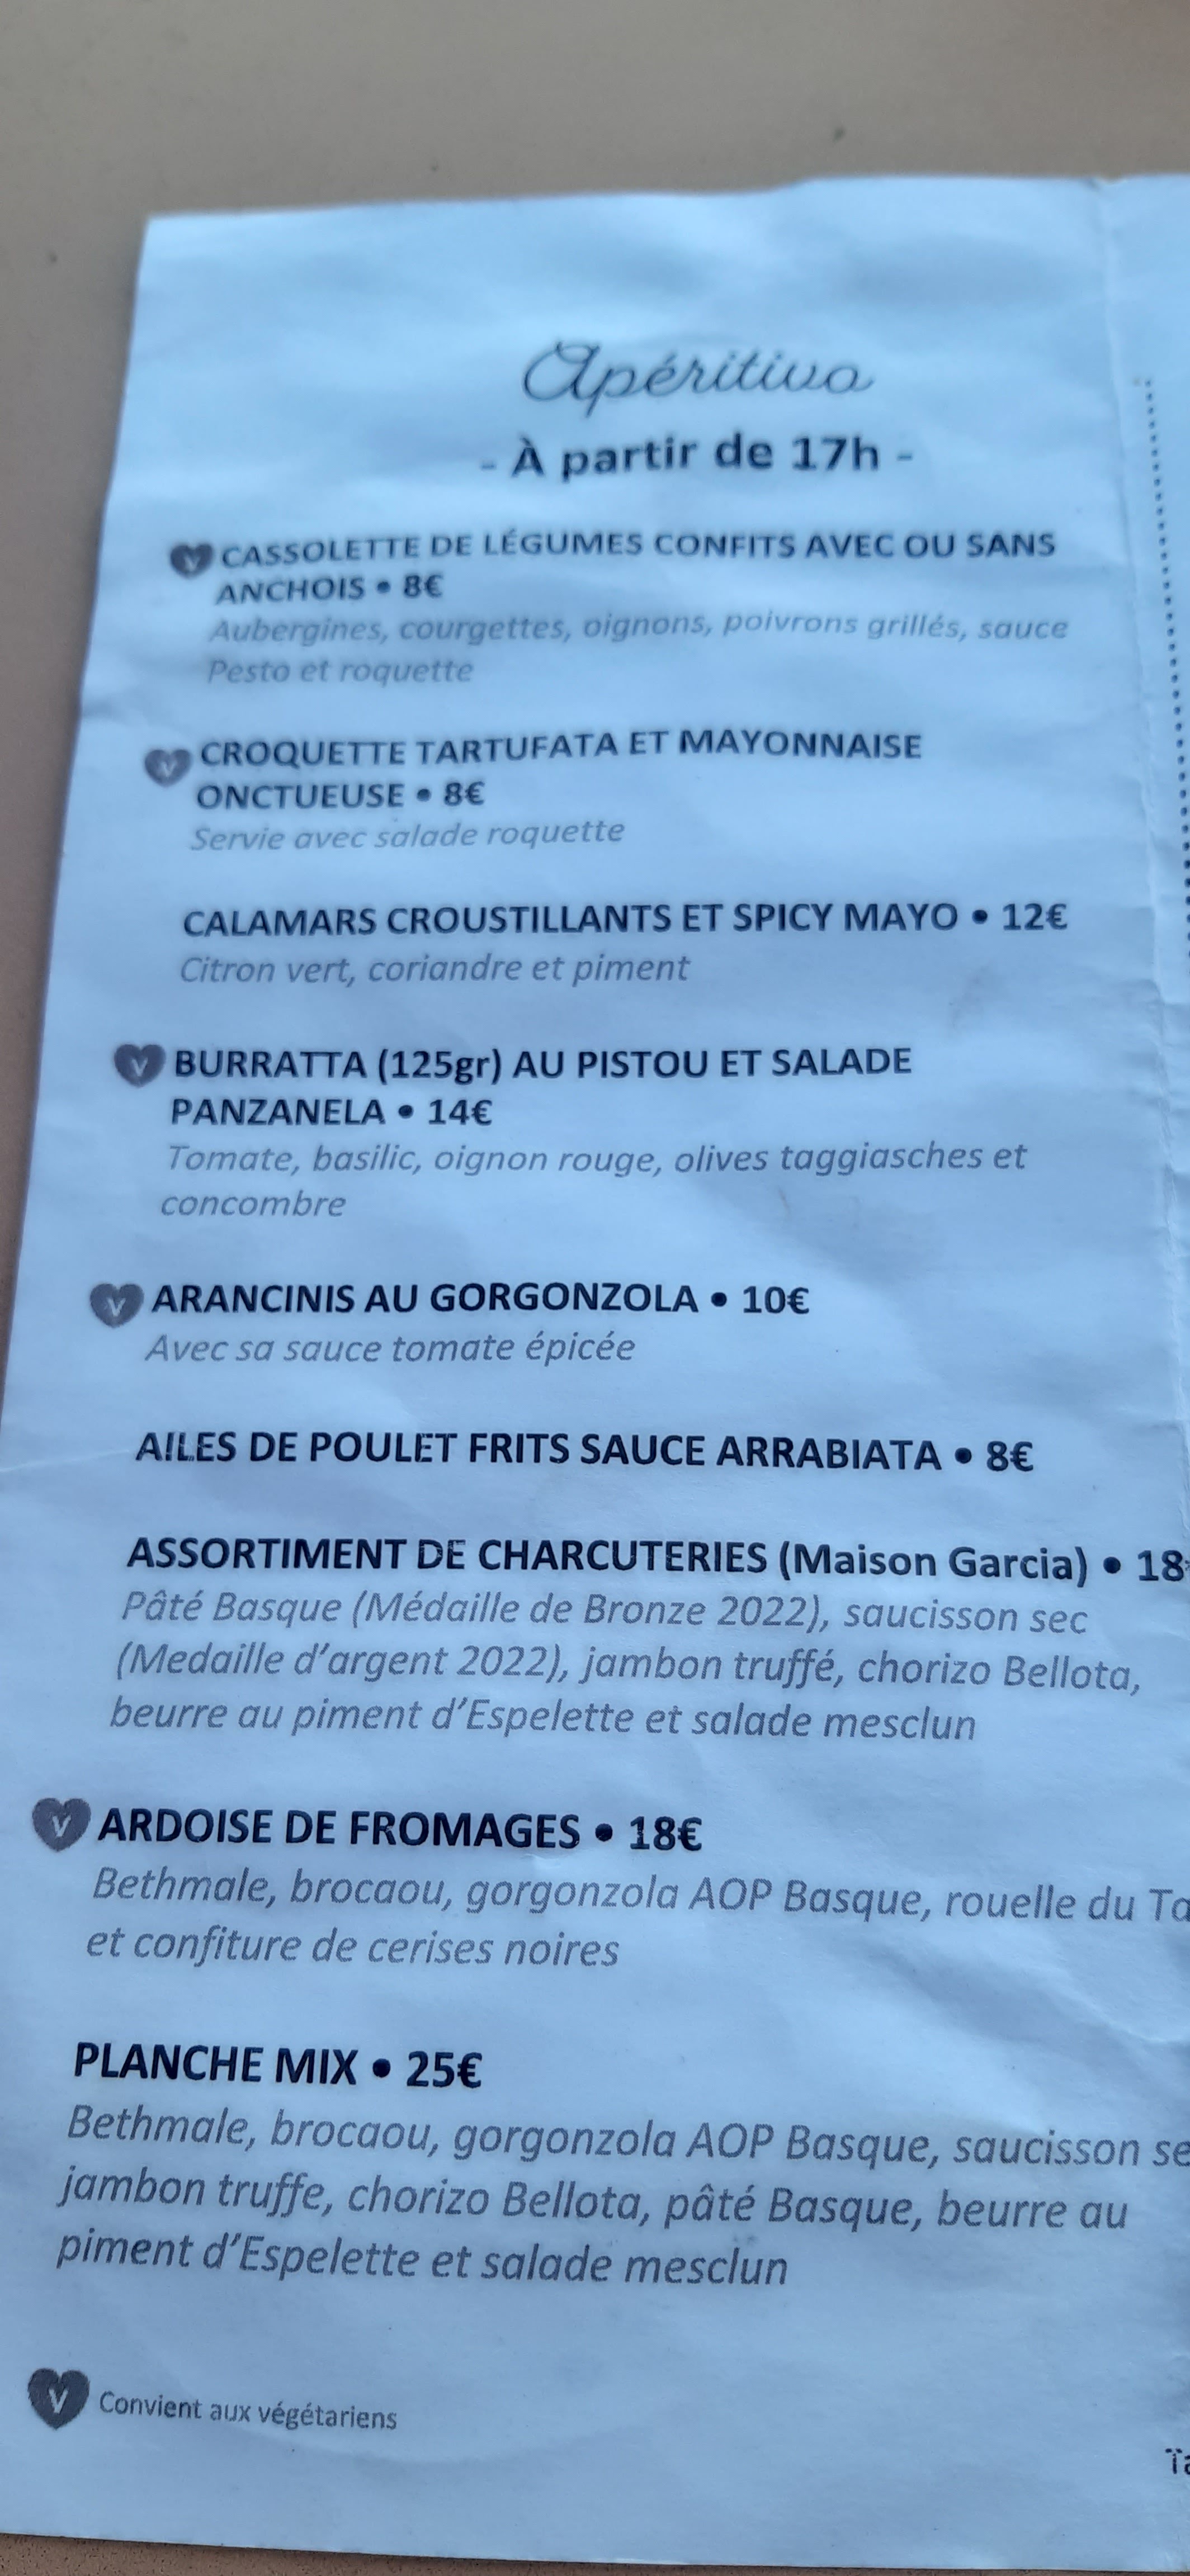 Apéritivo
- À partir de 17h -
V CASSOLETTE DE LÉGUMES CONFITS AVEC OU SANS
ANCHOIS • 8€
Aubergines, courgettes, oignons, poivrons grillés, sauce
Pesto et roquette
V CROQUETTE TARTUFATA ET MAYONNAISE
ONCTUEUSE • 8€
Servie avec salade roquette
CALAMARS CROUSTILLANTS ET SPICY MAYO • 12€
Citron vert, coriandre et piment
V BURRATTA (125gr) AU PISTOU ET SALADE
PANZANELA • 14€
Tomate, basilic, oignon rouge, olives taggiasches et
concombre
V ARANCINIS AU GORGONZOLA • 10€
Avec sa sauce tomate épicée
AILES DE POULET FRITS SAUCE ARRABIATA • 8€
ASSORTIMENT DE CHARCUTERIES (Maison Garcia) • 18
Pâté Basque (Médaille de Bronze 2022), saucisson sec
(Medaille d'argent 2022), jambon truffé, chorizo Bellota,
beurre au piment d'Espelette et salade mesclun
V ARDOISE DE FROMAGES • 18€
Bethmale, brocaou, gorgonzola AOP Basque, rouelle du
et confiture de cerises noires
PLANCHE MIX • 25€
Bethmale, brocaou, gorgonzola AOP Basque, saucisson
jambon truffe, chorizo Bellota, pâté Basque, beurre au
piment d'Espelette et salade mesclun
V Convient aux végétariens